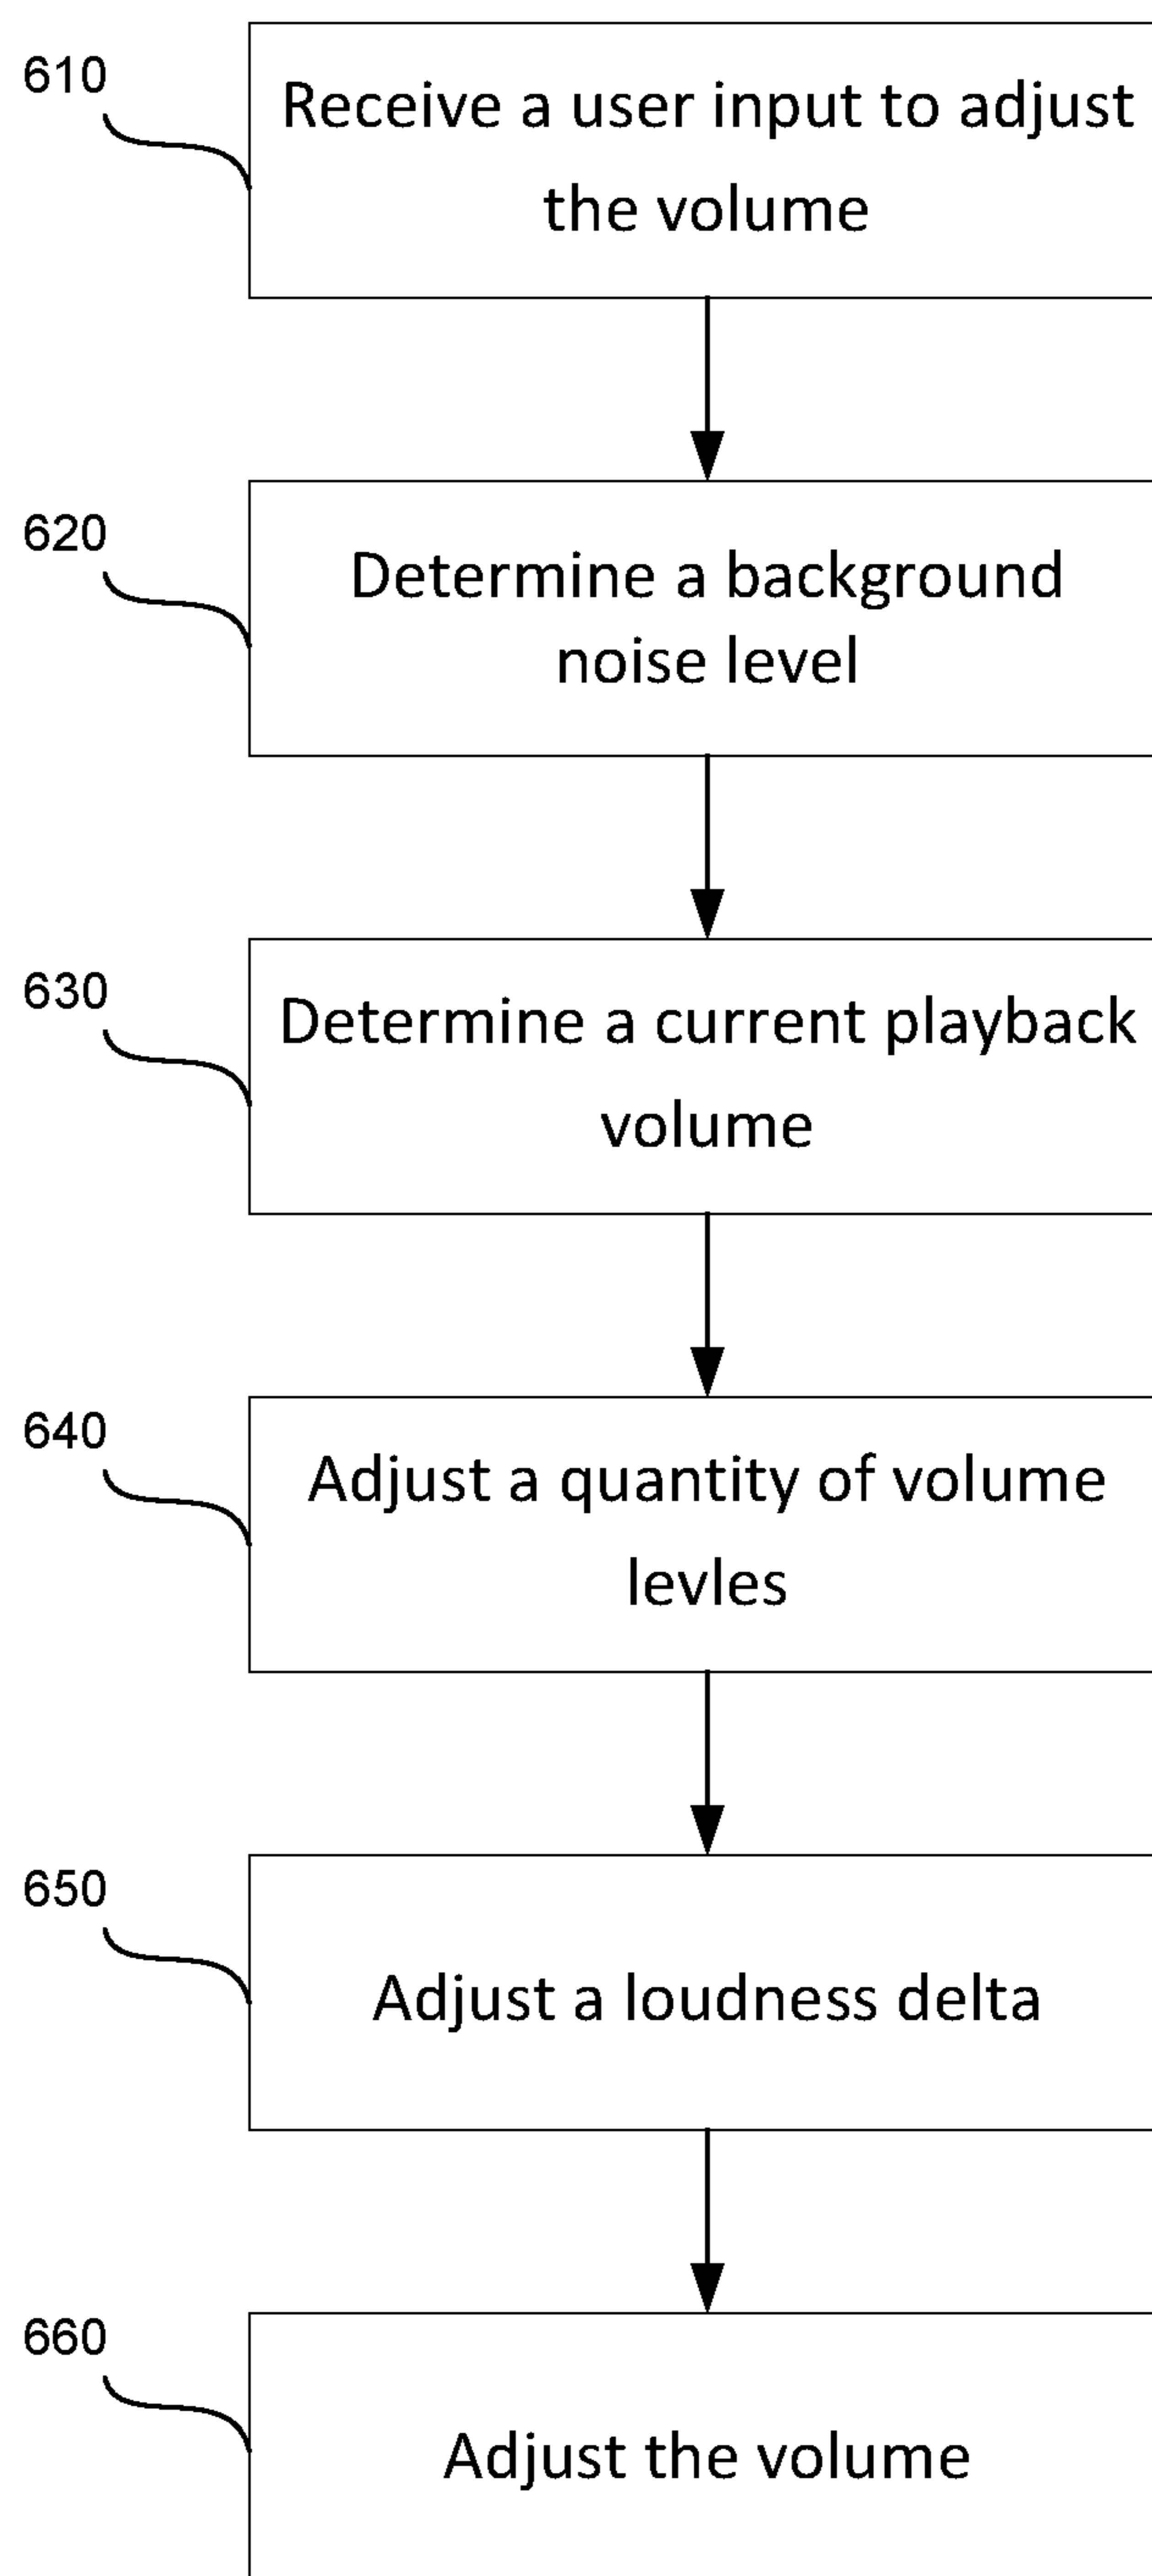 610
Receive a user input to adjust
the volume
620
Determine a background
noise level
630
Determine a current playback
volume
640
Adjust a quantity of volume
levles
650
Adjust a loudness delta
660
Adjust the volume